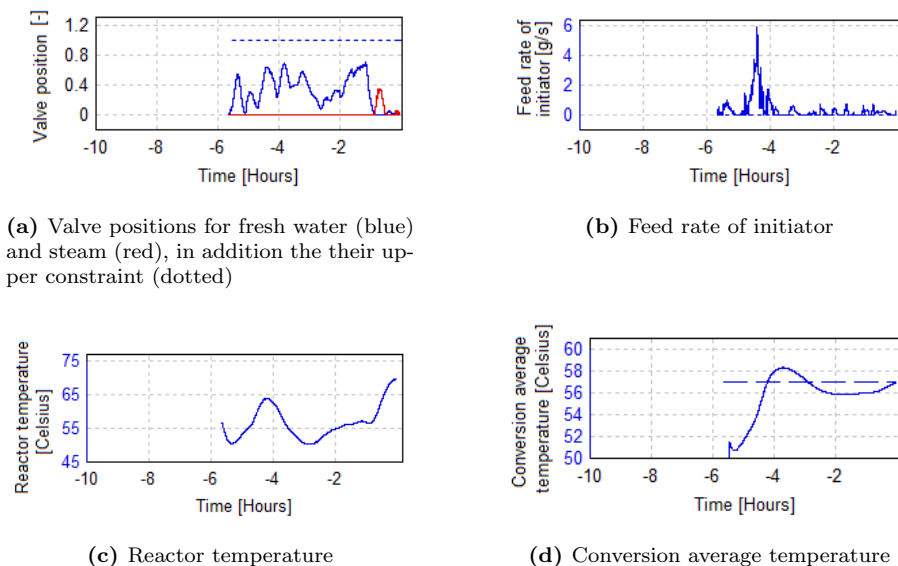 Valve position [-]
1.2
0.8
0.4
0
-10 -8 -6 -4 -2
Time [Hours]
(a) Valve positions for fresh water (blue)
and steam (red), in addition the their up-
per constraint (dotted)
Feed rate of
initiator [g/s]
6
4
2
0
-10 -8 -6 -4 -2
Time [Hours]
(b) Feed rate of initiator
Reactor temperature
[Celsius]
75
65
55
45
-10 -8 -6 -4 -2
Time [Hours]
(c) Reactor temperature
Conversion average
temperature [Celsius]
60
58
56
54
52
50
-10 -8 -6 -4 -2
Time [Hours]
(d) Conversion average temperature